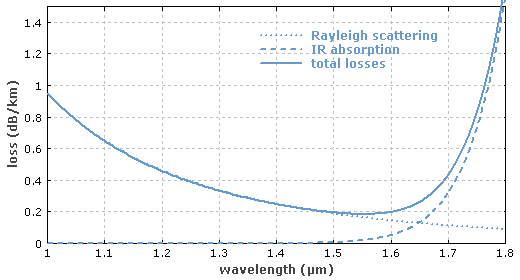 1.4
1.2
1
0.8
0.6
0.4
0.2
0
loss (dB/km)
Rayleigh scattering
IR absorption
total losses
1 1.1 1.2 1.3 1.4 1.5 1.6 1.7 1.8
wavelength (μm)